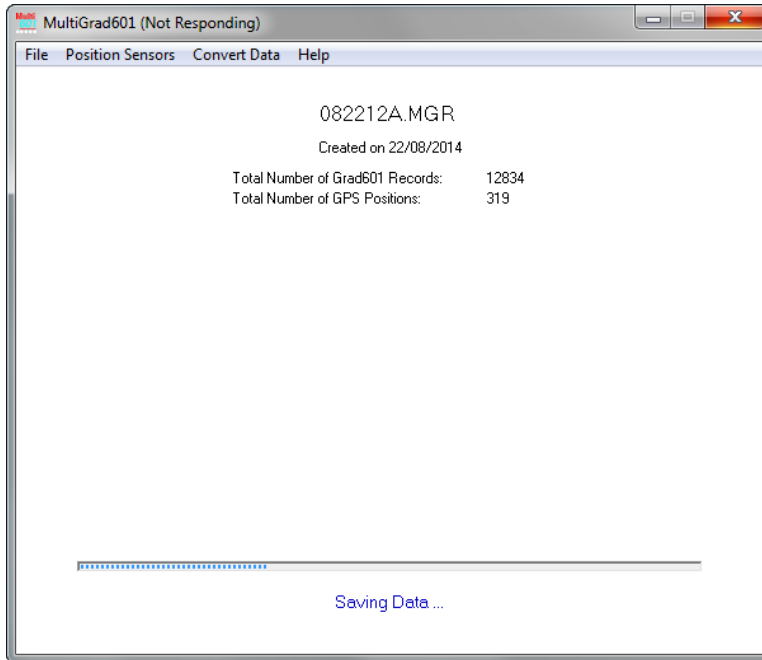 MultiGrad601 (Not Responding)
File Position Sensors Convert Data Help
082212A.MGR
Created on 22/08/2014
Total Number of Grad601 Records: 12834
Total Number of GPS Positions: 319
Saving Data ...